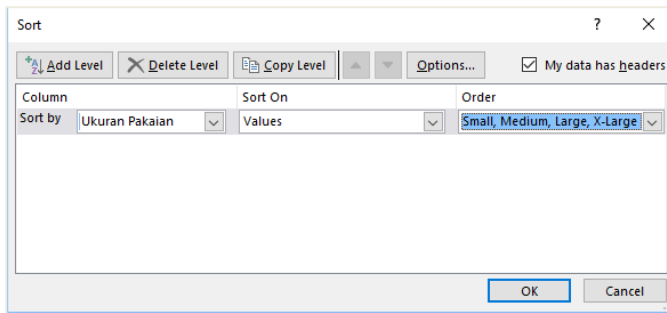 Sort ? ×
Add Level Delete Level Copy Level Options... My data has headers
Column Sort On Order
Sort by Ukuran Pakaian Values Small, Medium, Large, X-Large
OK Cancel